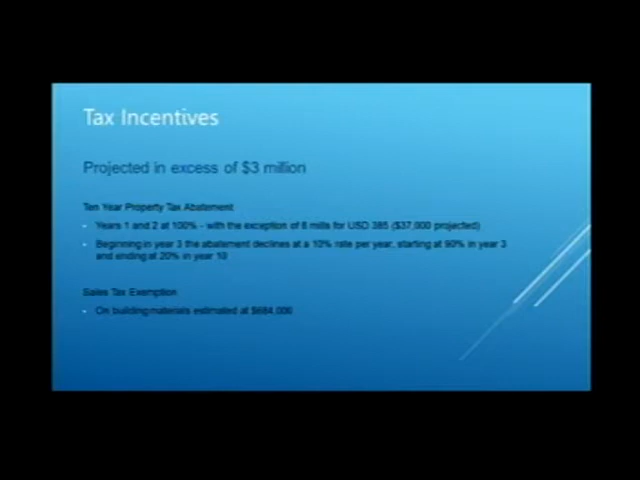 Tax Incentives
Projected in excess of $3 million
Ten Year Property Tax Abatement
Years 1 and 2 at 100% - with the exception of 8 mills for USD 385 ($37,000 projected)
Beginning in year 3 the abatement declines at a 10% rate per year, starting at 90% in year 3
and ending at 20% in year 10
Sales Tax Exemption
On building materials estimated at